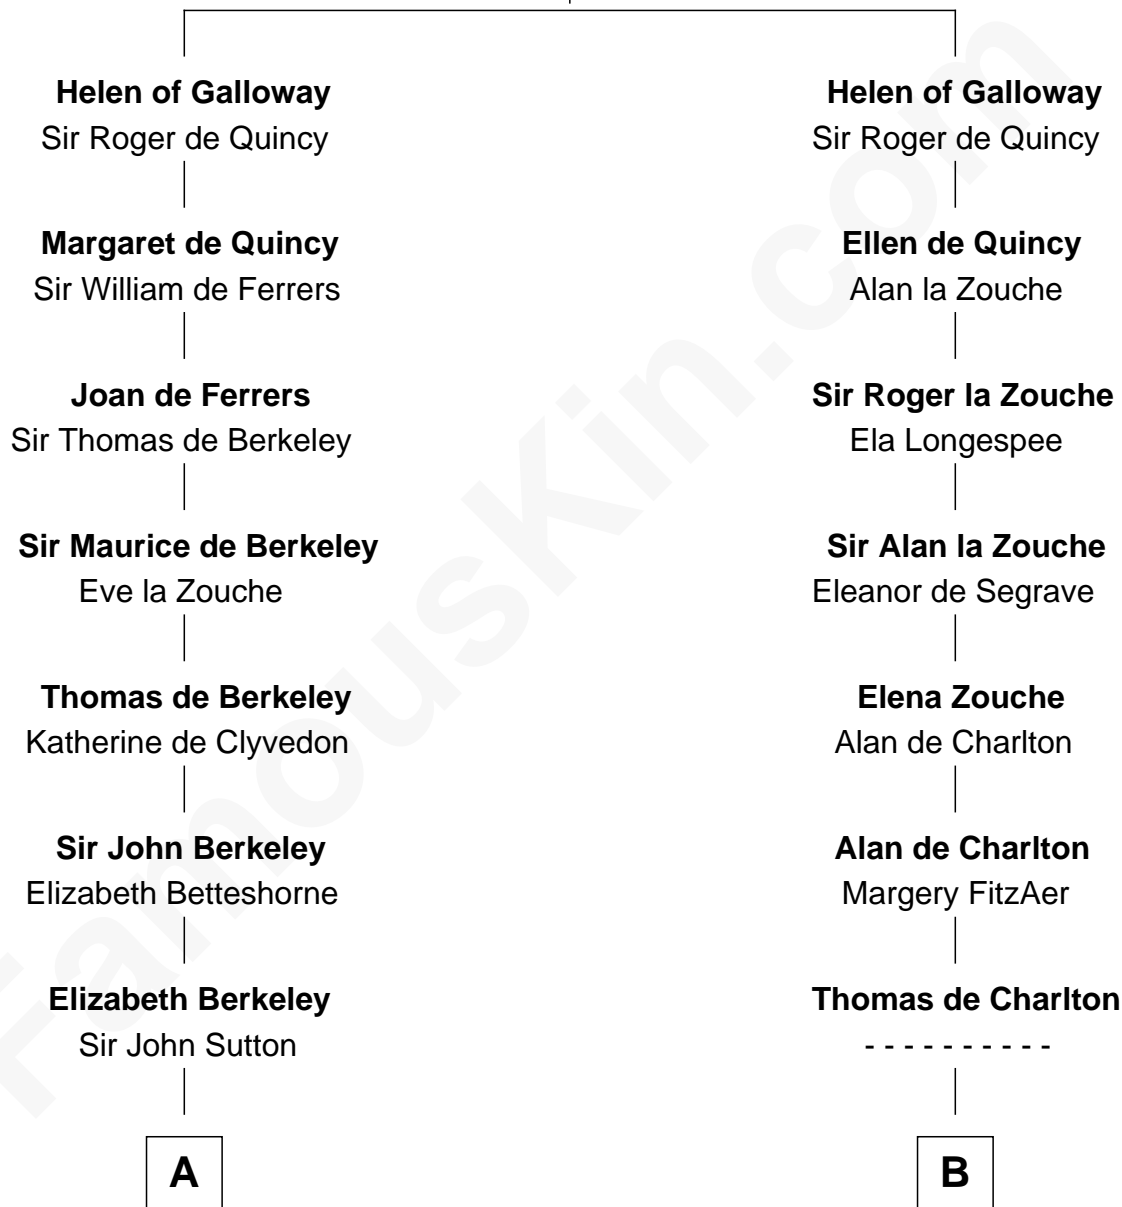 Helen of Galloway
Sir Roger de Quincy
Margaret de Quincy
Sir William de Ferrers
Joan de Ferrers
Sir Thomas de Berkeley
Sir Maurice de Berkeley
Eve la Zouche
Thomas de Berkeley
Katherine de Clyvedon
Sir John Berkeley
Elizabeth Betteshorne
Elizabeth Berkeley
Sir John Sutton
A
Helen of Galloway
Sir Roger de Quincy
Ellen de Quincy
Alan la Zouche
Sir Roger la Zouche
Ela Longespee
Sir Alan la Zouche
Eleanor de Segrave
Elena Zouche
Alan de Charlton
Alan de Charlton
Margery FitzAer
Thomas de Charlton
- - - - - - - - - -
B
FamousKin.com